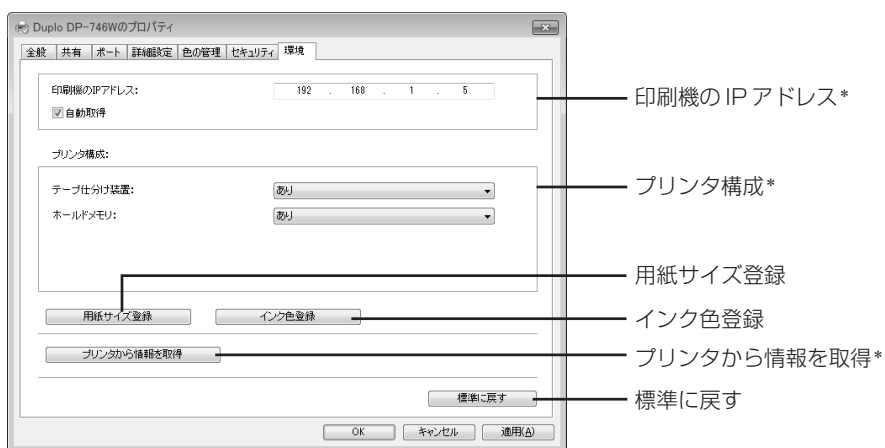 Duplo DP-746Wのプロパティ
全般 共有 ポート 詳細設定 色の管理 セキュリティ 環境
印刷機のIPアドレス: 192 . 168 . 1 . 5
自動取得
印刷機の IP アドレス*
プリンタ構成:
プリンタ構成*
テープ仕分け装置: あり
ホールドメモリ: あり
用紙サイズ登録
用紙サイズ登録 インク色登録
インク色登録
プリンタから情報を取得
プリンタから情報を取得*
標準に戻す
標準に戻す
OK キャンセル 適用(A)